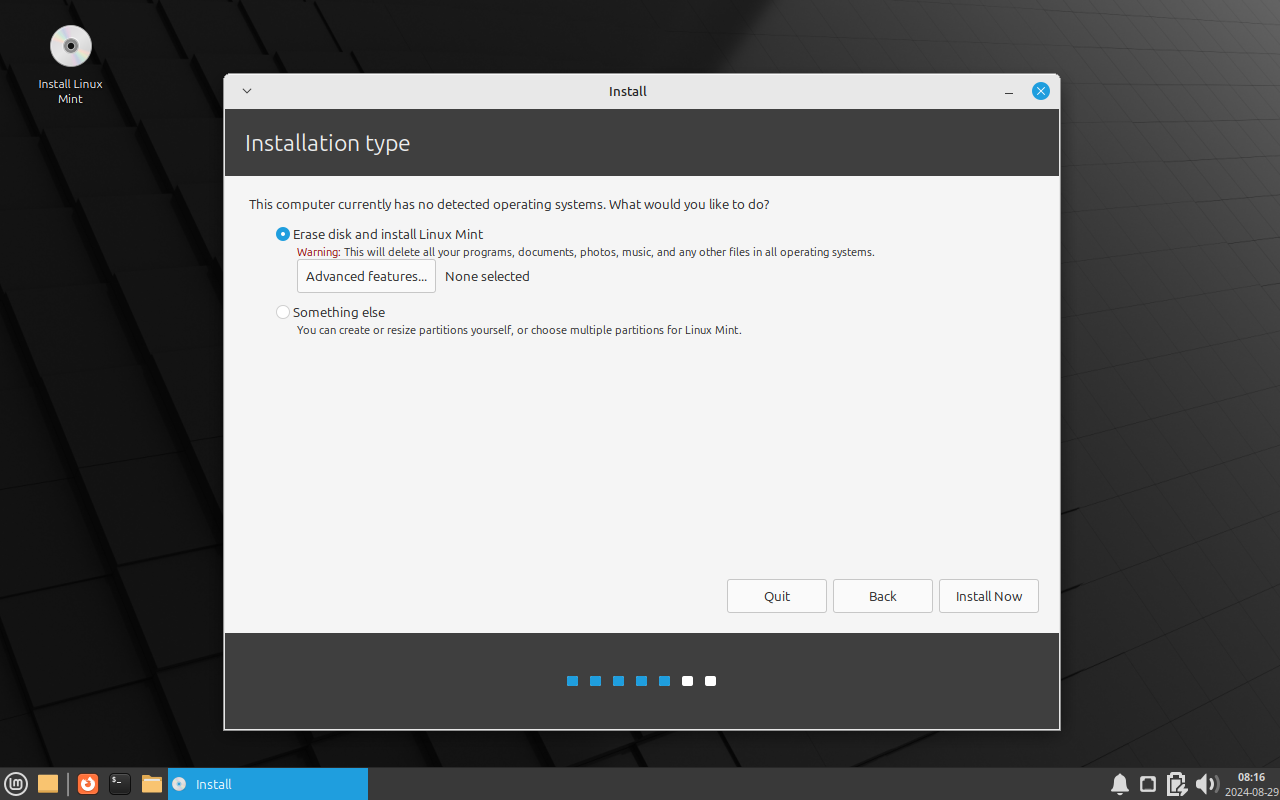 Install Linux
Mint
Install
Installation type
This computer currently has no detected operating systems. What would you like to do?
Erase disk and install Linux Mint
Warning: This will delete all your programs, documents, photos, music, and any other files in all operating systems.
Advanced features... None selected
Something else
You can create or resize partitions yourself, or choose multiple partitions for Linux Mint.
Quit Back Install Now
$-
Install
08:16
2024-08-29